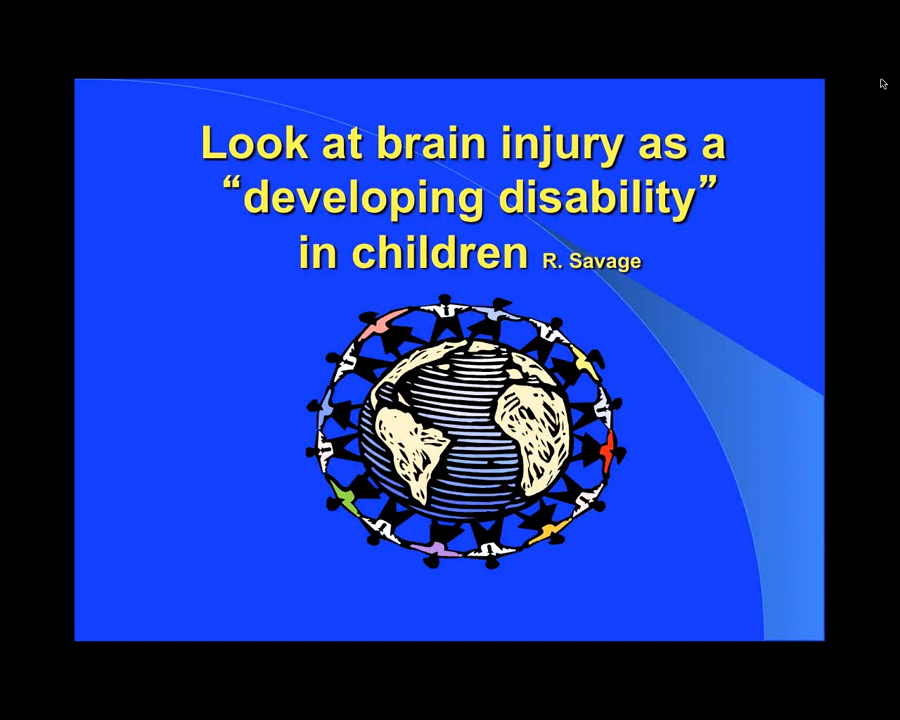 Look at brain injury as a
“developing disability”
in children R. Savage